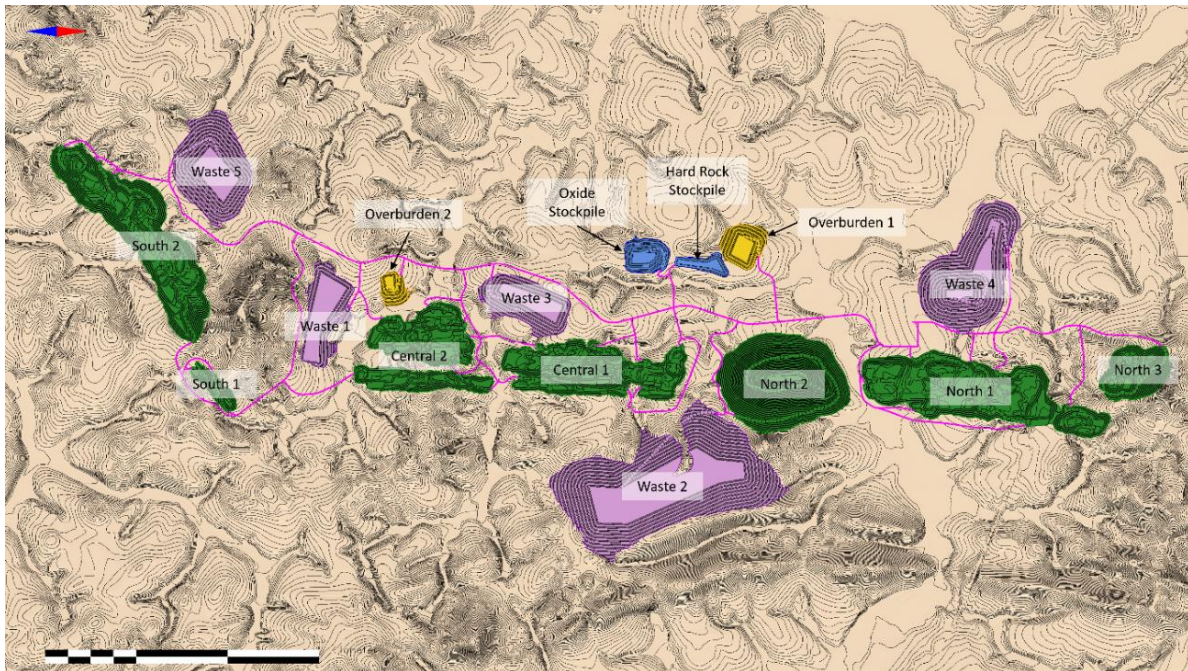 Waste 5
Hard Rock
Stockpile
Oxide
Stockpile
Overburden 2
Overburden 1
South 2
Waste 4
Waste 3
Waste 1
Central 2
Central 1
North 3
South 1
North 2
North 1
Waste 2